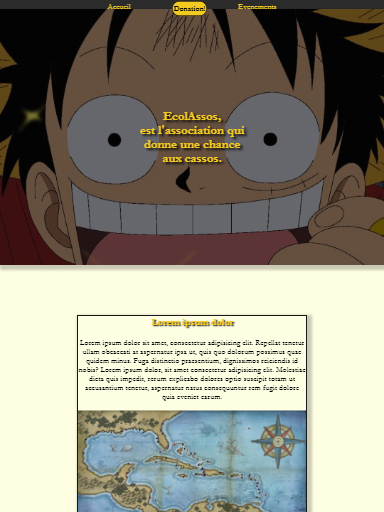 Accueil
Donation!
Evenements
EcolAssos,
est l'association qui
donne une chance
aux cassos.
Lorem ipsum dolor
Lorem ipsum dolor sit amet, consectetur adipisicing elit. Repellat tenetur
ullam obcaecati at aspernatur ipsa ut, quis quo dolorum possimus quae
quidem minus. Fuga distinctio praesentium, dignissimos reiciendis id
nobis? Lorem ipsum dolor, sit amet consectetur adipisicing elit. Molestiae
dicta quis impedit, rerum explicabo dolores optio suscipit totam ut
accusantium tenetur, aspernatur natus consequuntur rem fugit dolore
quia eveniet earum.